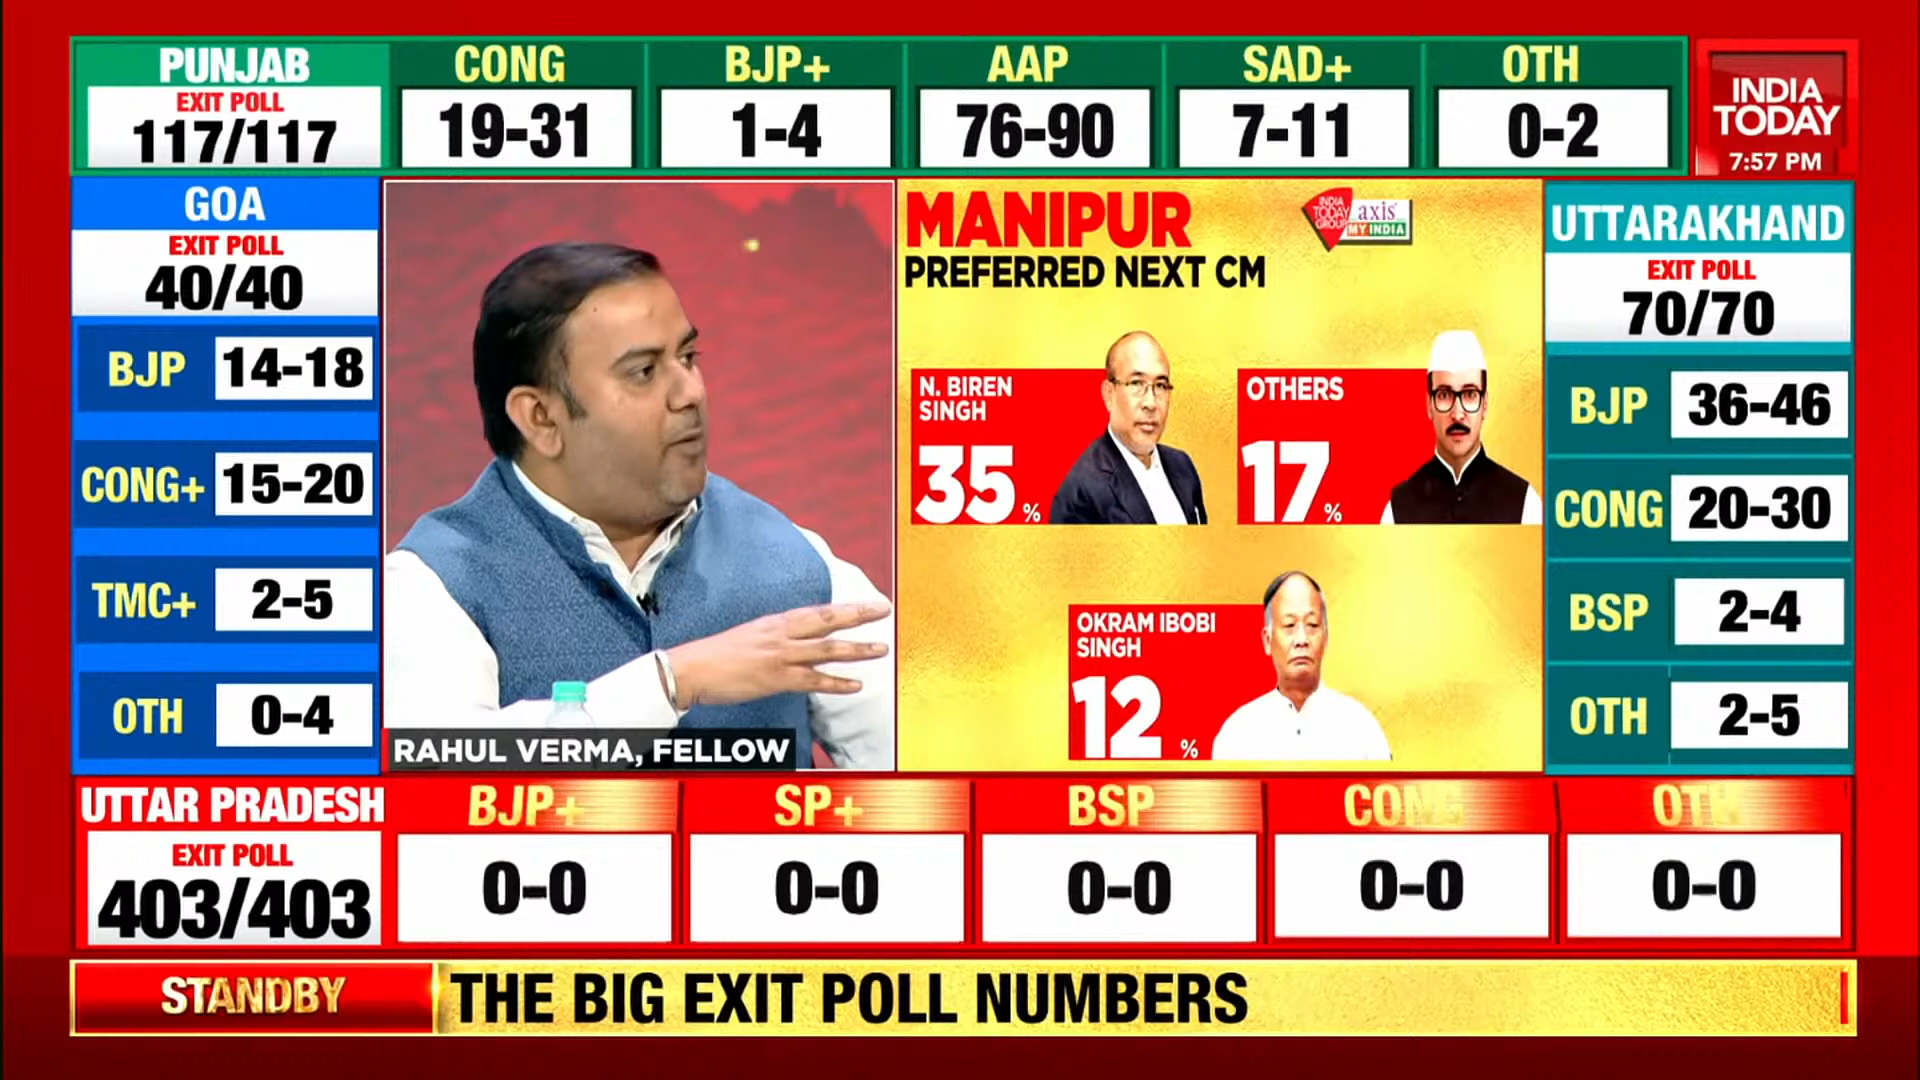 PUNJAB
EXIT POLL
117/117
CONG
19-31
BJP+
1-4
AAP
76-90
SAD+
7-11
OTH
0-2
INDIA
TODAY
7:57 PM
GOA
EXIT POLL
40/40
BJP 14-18
CONG+ 15-20
TMC+ 2-5
OTH 0-4
RAHUL VERMA, FELLOW
MANIPUR
PREFERRED NEXT CM
INDIA
TODAY
GROUP
axis
MY INDIA
N. BIREN
SINGH
35%
OTHERS
17%
OKRAM IBOBI
SINGH
12%
UTTARAKHAND
EXIT POLL
70/70
BJP 36-46
CONG 20-30
BSP 2-4
OTH 2-5
UTTAR PRADESH
EXIT POLL
403/403
BJP+
0-0
SP+
0-0
BSP
0-0
CONG
0-0
OTH
0-0
STANDBY
THE BIG EXIT POLL NUMBERS